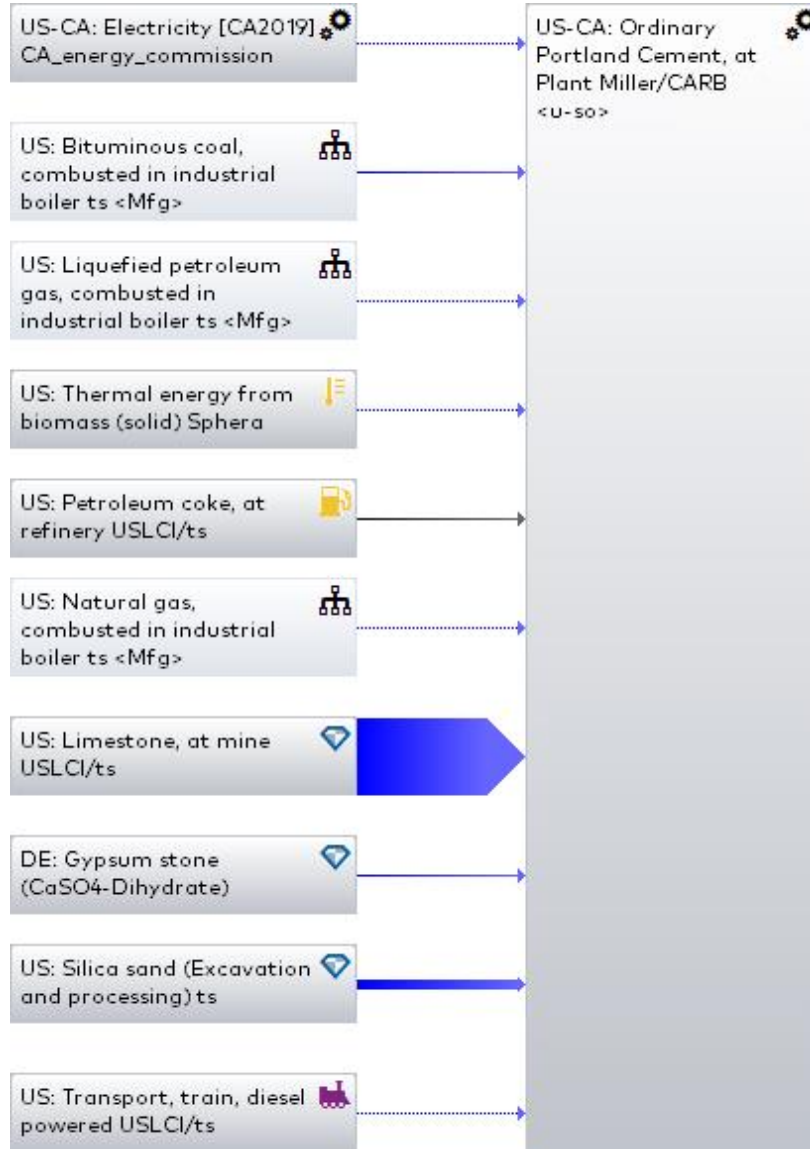 US-CA: Electricity [CA2019]
CA_energy_commission
US-CA: Ordinary
Portland Cement, at
Plant Miller/CARB
<u-so>
US: Bituminous coal,
combusted in industrial
boiler ts <Mfg>
US: Liquefied petroleum
gas, combusted in
industrial boiler ts <Mfg>
US: Thermal energy from
biomass (solid) Sphera
US: Petroleum coke, at
refinery USLCI/ts
US: Natural gas,
combusted in industrial
boiler ts <Mfg>
US: Limestone, at mine
USLCI/ts
DE: Gypsum stone
(CaSO4-Dihydrate)
US: Silica sand (Excavation
and processing) ts
US: Transport, train, diesel
powered USLCI/ts